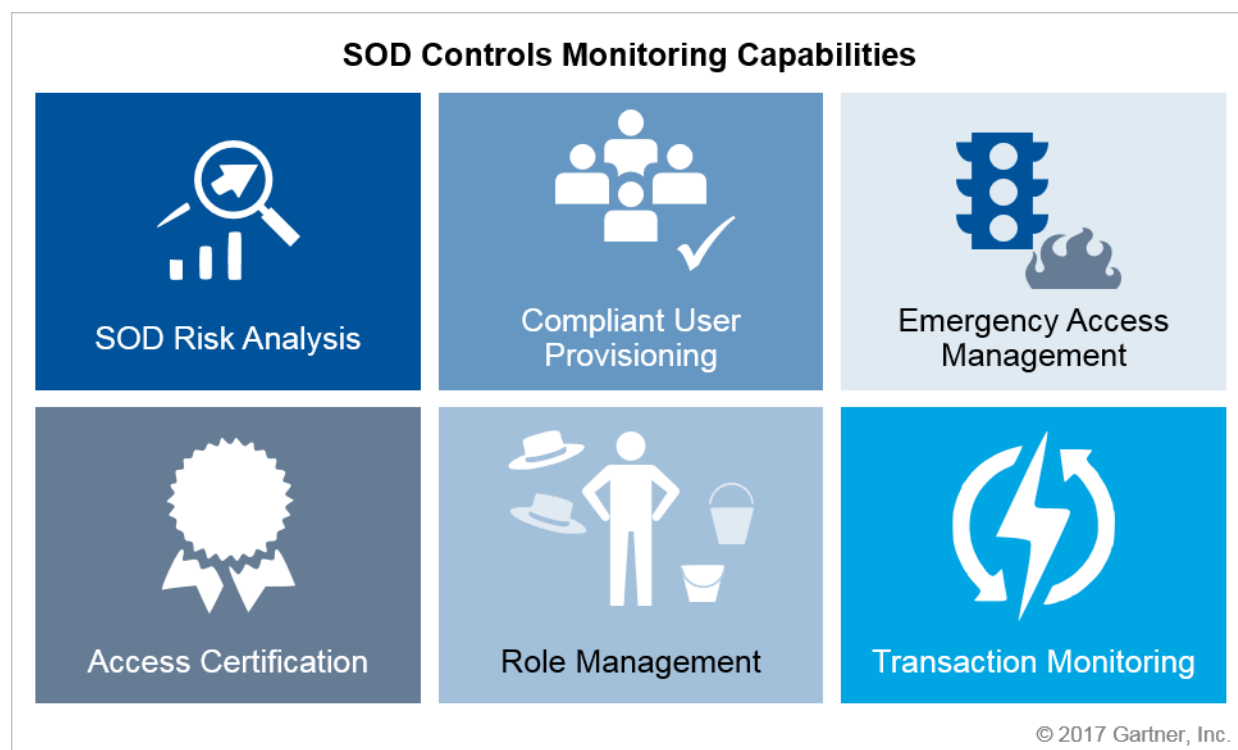 SOD Controls Monitoring Capabilities
SOD Risk Analysis
Compliant User
Provisioning
Emergency Access
Management
Access Certification
Role Management
Transaction Monitoring
© 2017 Gartner, Inc.